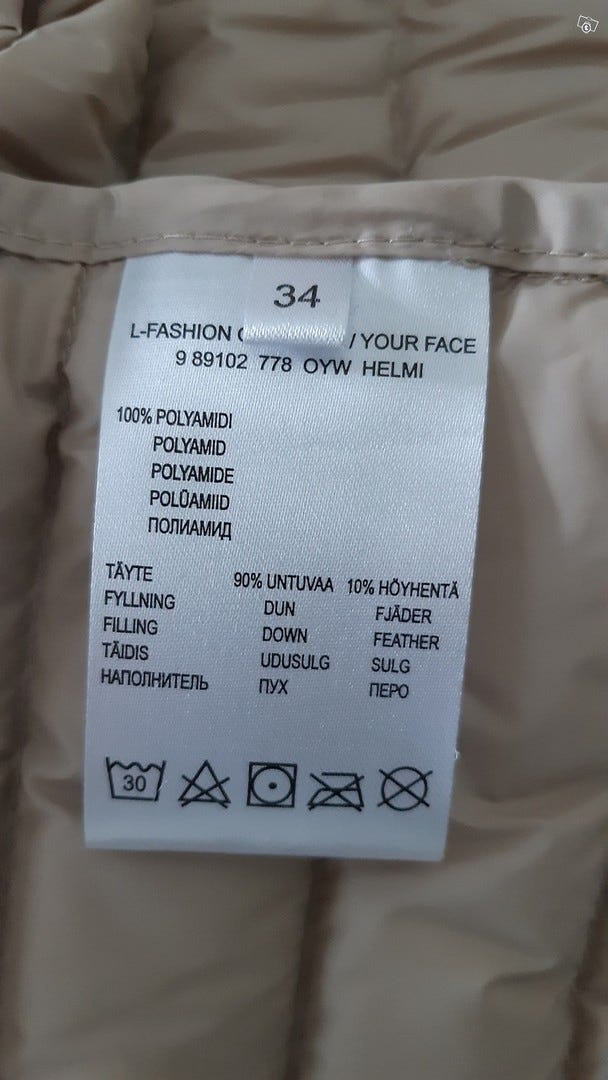 34
L-FASHION / YOUR FACE
9 89102 778 OYW HELMI
100% POLYAMIDI
POLYAMID
POLYAMIDE
POLÜAMIID
ПОЛИАМИД
TÄYTE 90% UNTUVAA 10% HÖYHENTÄ
FYLLNING DUN FJÄDER
FILLING DOWN FEATHER
TÄIDIS UDUSULG SULG
НАПОЛНИТЕЛЬ ПУХ ПЕРО
30